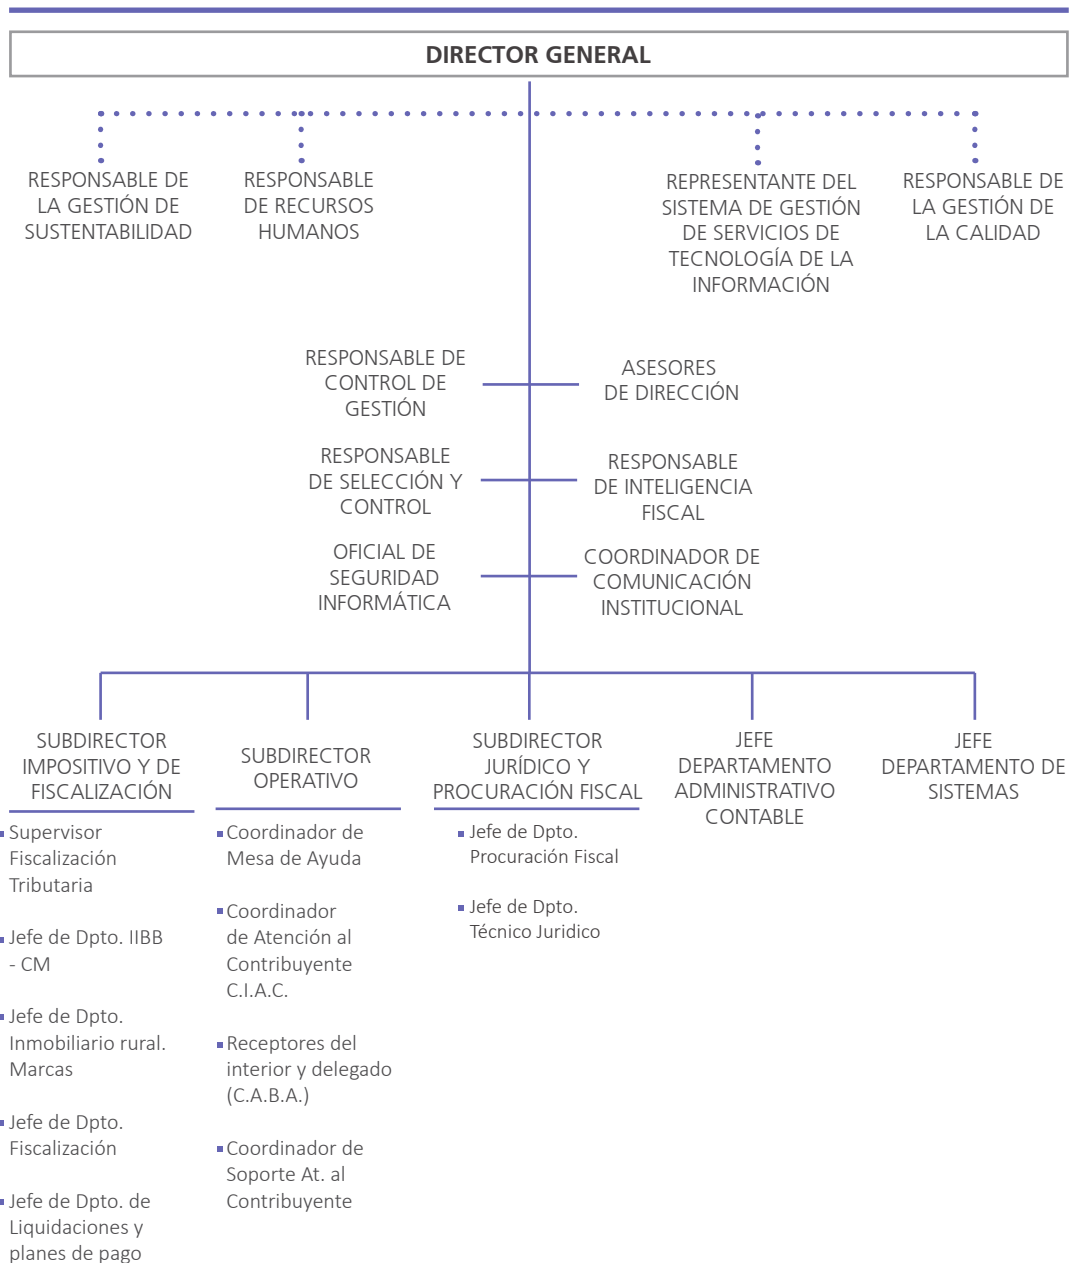 DIRECTOR GENERAL
RESPONSABLE DE
LA GESTIÓN DE
SUSTENTABILIDAD
RESPONSABLE
DE RECURSOS
HUMANOS
REPRESENTANTE DEL
SISTEMA DE GESTIÓN
DE SERVICIOS DE
TECNOLOGÍA DE LA
INFORMACIÓN
RESPONSABLE DE
LA GESTIÓN DE
LA CALIDAD
RESPONSABLE DE
CONTROL DE
GESTIÓN
ASESORES
DE DIRECCIÓN
RESPONSABLE
DE SELECCIÓN Y
CONTROL
RESPONSABLE
DE INTELIGENCIA
FISCAL
OFICIAL DE
SEGURIDAD
INFORMÁTICA
COORDINADOR DE
COMUNICACIÓN
INSTITUCIONAL
SUBDIRECTOR
IMPOSITIVO Y DE
FISCALIZACIÓN
Supervisor
Fiscalización
Tributaria
Jefe de Dpto. IIBB
- CM
Jefe de Dpto.
Inmobiliario rural.
Marcas
Jefe de Dpto.
Fiscalización
Jefe de Dpto. de
Liquidaciones y
planes de pago
SUBDIRECTOR
OPERATIVO
Coordinador de
Mesa de Ayuda
Coordinador
de Atención al
Contribuyente
C.I.A.C.
Receptores del
interior y delegado
(C.A.B.A.)
Coordinador de
Soporte At. al
Contribuyente
SUBDIRECTOR
JURÍDICO Y
PROCURACIÓN FISCAL
Jefe de Dpto.
Procuración Fiscal
Jefe de Dpto.
Técnico Juridico
JEFE
DEPARTAMENTO
ADMINISTRATIVO
CONTABLE
JEFE
DEPARTAMENTO DE
SISTEMAS